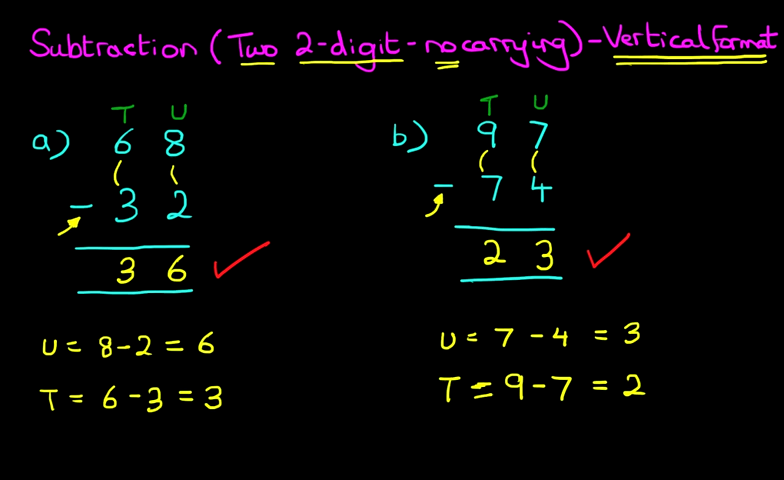 Subtraction (Two 2-digit - no carrying) - Vertical format
a)
T U
6 8
- 3 2
3 6
U = 8 - 2 = 6
T = 6 - 3 = 3
b)
T U
9 7
- 7 4
2 3
U = 7 - 4 = 3
T = 9 - 7 = 2